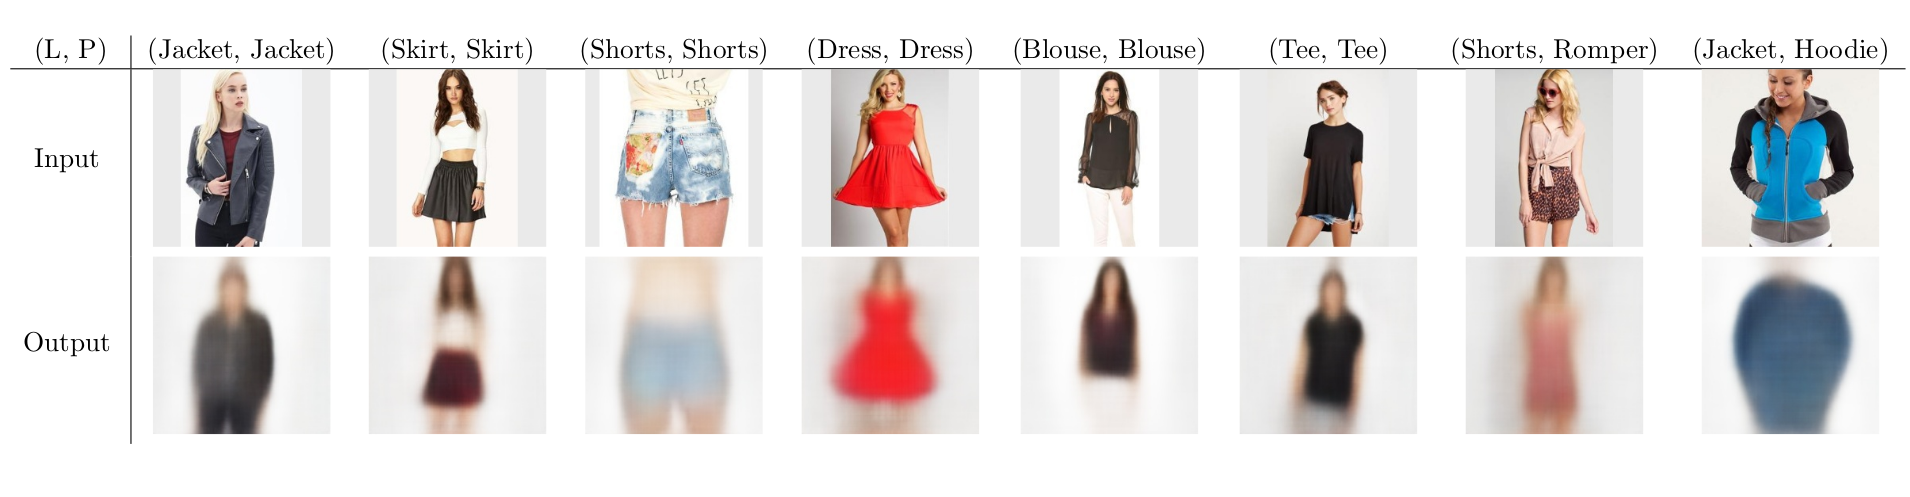 (L, P) (Jacket, Jacket) (Skirt, Skirt) (Shorts, Shorts) (Dress, Dress) (Blouse, Blouse) (Tee, Tee) (Shorts, Romper) (Jacket, Hoodie)
Input
Output